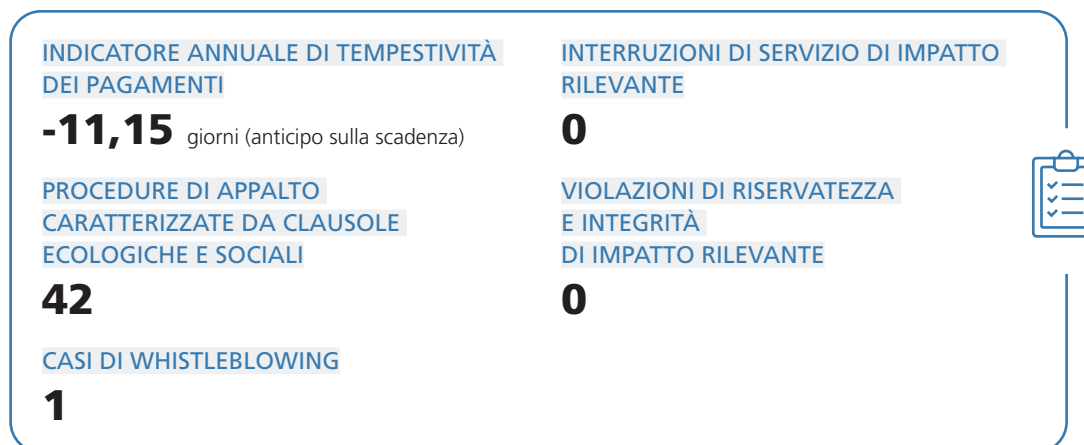 INDICATORE ANNUALE DI TEMPESTIVITÀ
DEI PAGAMENTI
-11,15 giorni (anticipo sulla scadenza)
PROCEDURE DI APPALTO
CARATTERIZZATE DA CLAUSOLE
ECOLOGICHE E SOCIALI
42
CASI DI WHISTLEBLOWING
1
INTERRUZIONI DI SERVIZIO DI IMPATTO
RILEVANTE
0
VIOLAZIONI DI RISERVATEZZA
E INTEGRITÀ
DI IMPATTO RILEVANTE
0